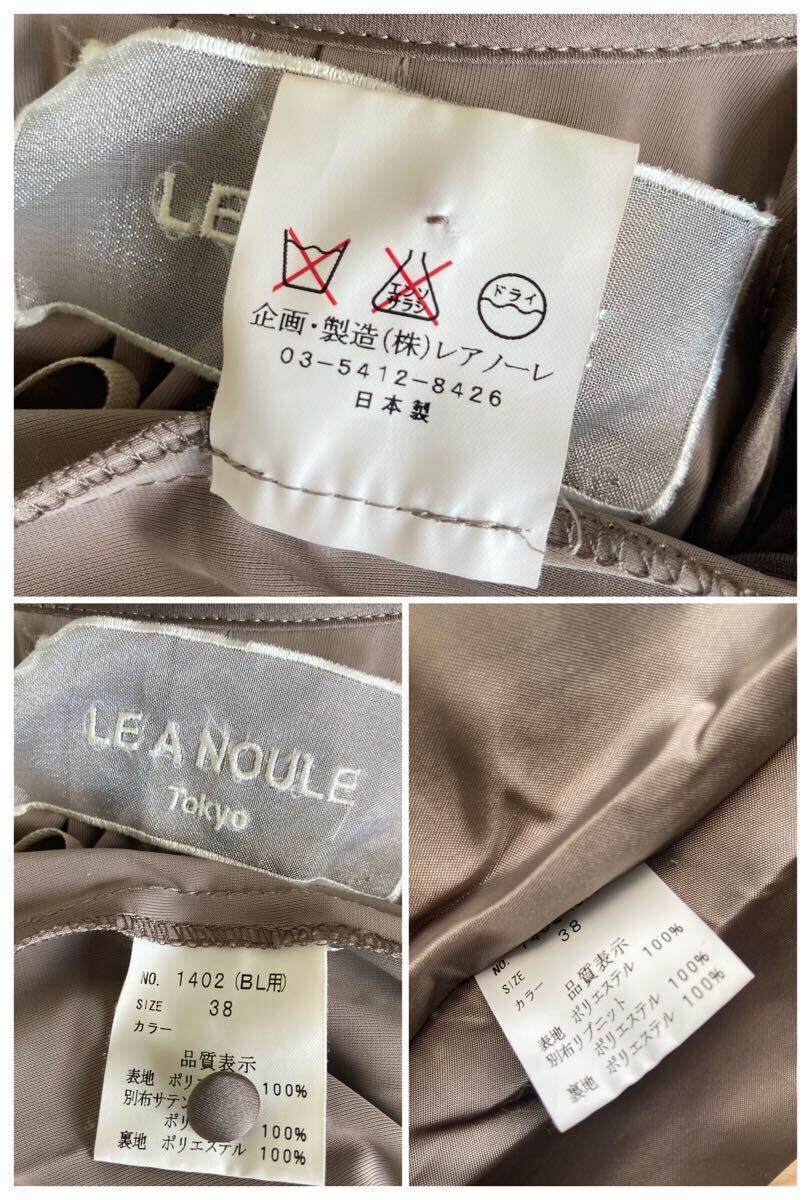 LE
エンソ
サラシ
ドライ
企画・製造(株)レアノーレ
03-5412-8426
日本製
LE A NOULE
Tokyo
NO. 1402 (BL用)
SIZE 38
カラー
品質表示
表地 ポリエ 100%
別布サテン
ポリ 100%
裏地 ポリエステル 100%
NO. 1402
SIZE 38
カラー
品質表示
表地 ポリエステル 100%
別布リブニット
ポリエステル 100%
裏地 ポリエステル 100%